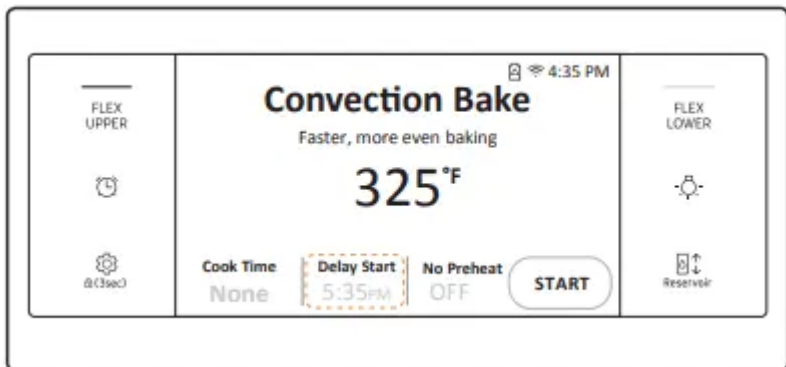 4:35 PM
FLEX
UPPER
Convection Bake
FLEX
LOWER
Faster, more even baking
325°F
Cook Time
None
Delay Start
5:35PM
No Preheat
OFF
START
(3sec)
Reservoir